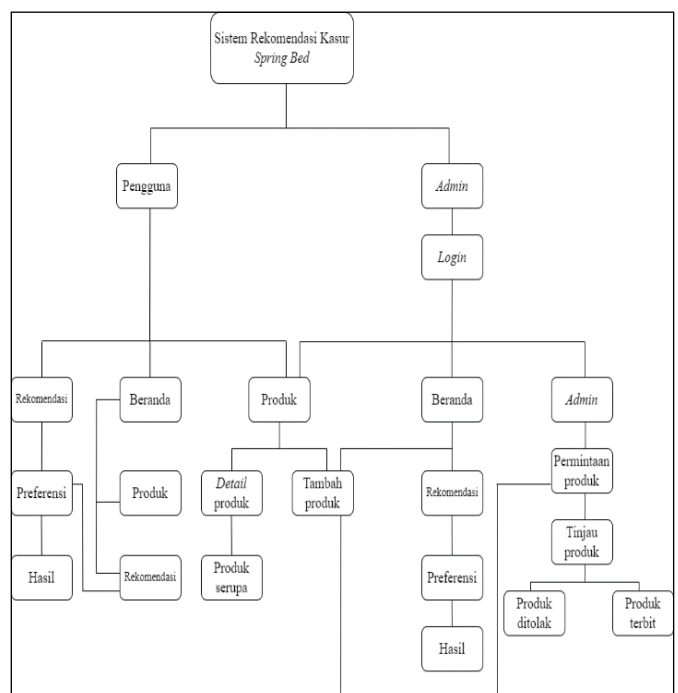 Sistem Rekomendasi Kasur
Spring Bed
Pengguna
Admin
Login
Rekomendasi
Beranda
Produk
Beranda
Admin
Preferensi
Produk
Detail
produk
Tambah
produk
Rekomendasi
Permintaan
produk
Hasil
Rekomendasi
Produk
serupa
Preferensi
Tinjau
produk
Produk
ditolak
Produk
terbit
Hasil